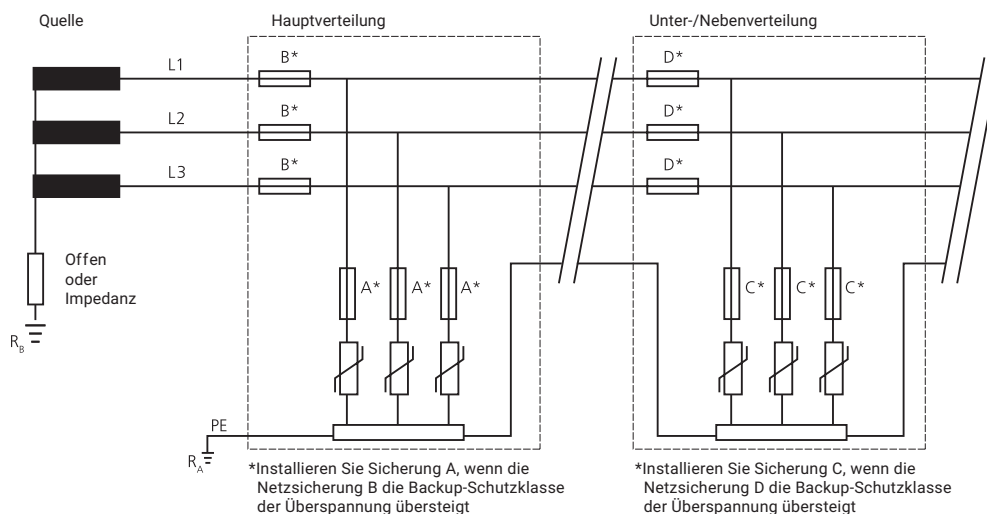 Quelle
Hauptverteilung
Unter-/Nebenverteilung
L1
B*
D*
L2
B*
D*
L3
B*
D*
Offen
oder
Impedanz
A*
A*
A*
C*
C*
C*
R_B
PE
R_A
*Installieren Sie Sicherung A, wenn die
Netzsicherung B die Backup-Schutzklasse
der Überspannung übersteigt
*Installieren Sie Sicherung C, wenn die
Netzsicherung D die Backup-Schutzklasse
der Überspannung übersteigt